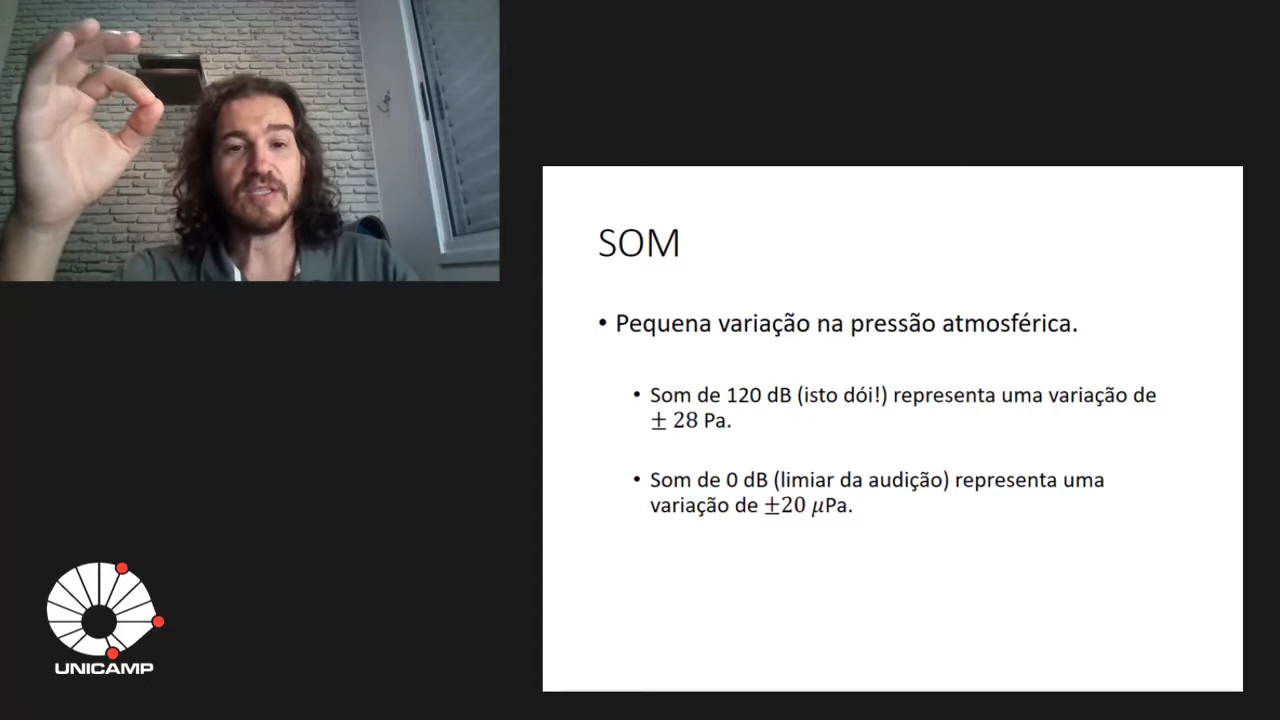 SOM
• Pequena variação na pressão atmosférica.
• Som de 120 dB (isto dói!) representa uma variação de
± 28 Pa.
• Som de 0 dB (limiar da audição) representa uma
variação de ±20 μPa.
UNICAMP